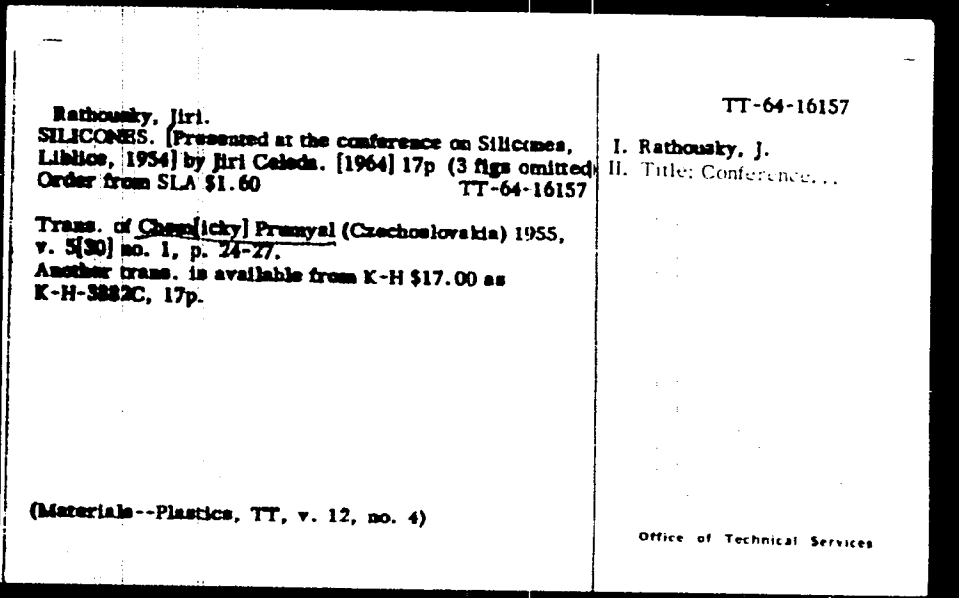 Rathousky, Jiri.
SILICONES. [Presented at the conference on Silicones,
Liblice, 1954] by Jiri Celeda. [1964] 17p (3 figs omitted)
Order from SLA $1.60 TT-64-16157
Trans. of Chem[icky] Prumysl (Czechoslovakia) 1955,
v. 5[30] no. 1, p. 24-27.
Another trans. is available from K-H $17.00 as
K-H-3882C, 17p.
(Materials--Plastics, TT, v. 12, no. 4)
TT-64-16157
I. Rathousky, J.
II. Title: Conference...
Office of Technical Services